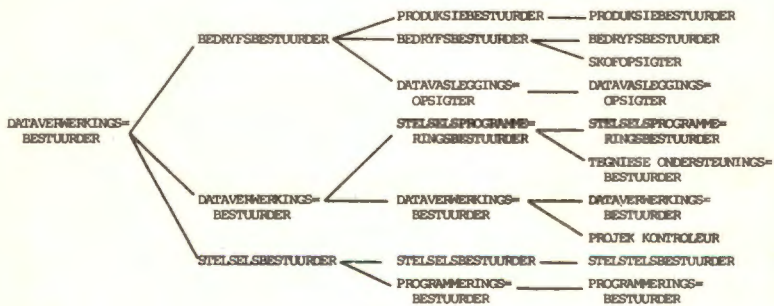 PRODUKSIEBESTUURDER PRODUKSIEBESTUURDER
BEDRYFSBESTUURDER BEDRYFSBESTUURDER BEDRYFSBESTUURDER
SKOFOPSIGTER
DATAVASLEGGINGS= DATAVASLEGGINGS=
OPSIGTER OPSIGTER
DATAVERWERKINGS= STELSELSPROGRAMME= STELSELSPROGRAMME=
BESTUURDER RINGSBESTUURDER RINGSBESTUURDER
TEGNIESE ONDERSTEUNINGS=
BESTUURDER
DATAVERWERKINGS= DATAVERWERKINGS= DATAVERWERKINGS=
BESTUURDER BESTUURDER BESTUURDER
PROJEK KONTROLEUR
STELSELSBESTUURDER STELSELSBESTUURDER STELSTELSBESTUURDER
PROGRAMMERINGS= PROGRAMMERINGS=
BESTUURDER BESTUURDER